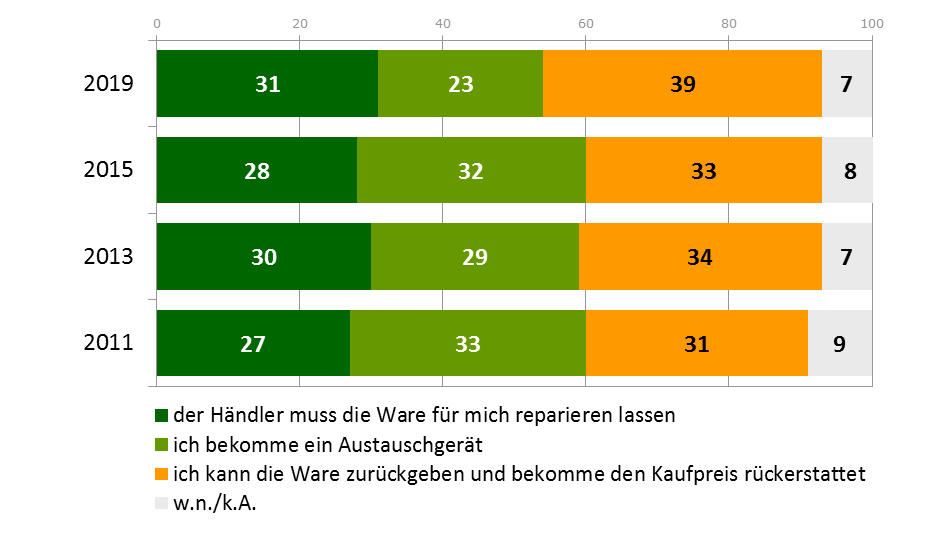 0 20 40 60 80 100
2019 31 23 39 7
2015 28 32 33 8
2013 30 29 34 7
2011 27 33 31 9
der Händler muss die Ware für mich reparieren lassen
ich bekomme ein Austauschgerät
ich kann die Ware zurückgeben und bekomme den Kaufpreis rückerstattet
w.n./k.A.